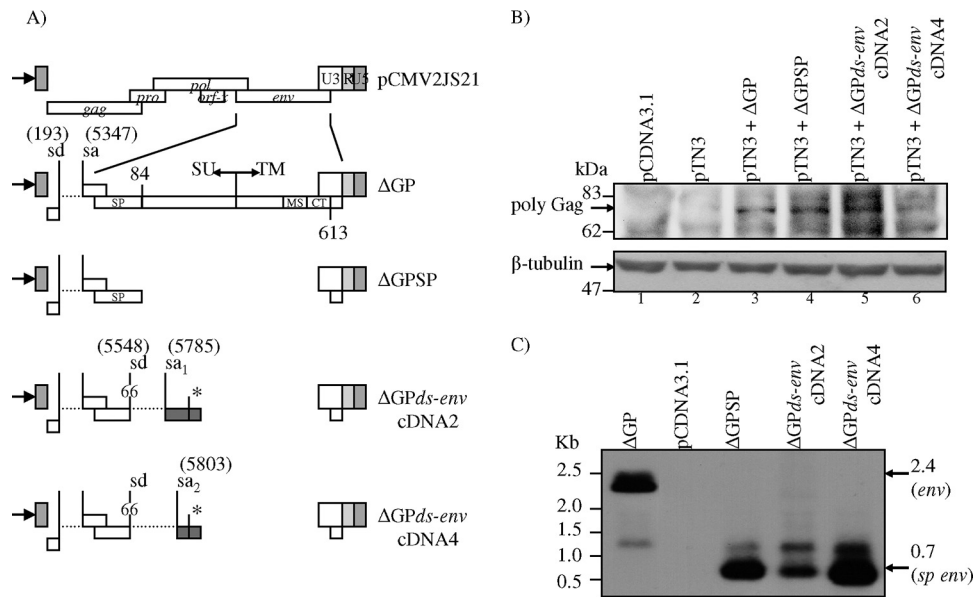 A)
U3 R U5 pCMV2JS21
pol
pro orf-x env
gag
(193) (5347)
sd sa
84 SU TM
ΔGP
SP MS CT
613
ΔGPSP
SP
(5548) (5785)
sd sa1
66 *
ΔGPds-env
cDNA2
(5803)
sd sa2
66 *
ΔGPds-env
cDNA4
B)
pCDNA3.1
pTN3
pTN3 + ΔGP
pTN3 + ΔGPSP
pTN3 + ΔGPds-env
cDNA2
pTN3 + ΔGPds-env
cDNA4
kDa
83
poly Gag
62
β-tubulin
47
1 2 3 4 5 6
C)
ΔGP
pCDNA3.1
ΔGPSP
ΔGPds-env
cDNA2
ΔGPds-env
cDNA4
Kb
2.5
2.0
1.5
1.0
0.5
2.4
(env)
0.7
(sp env)